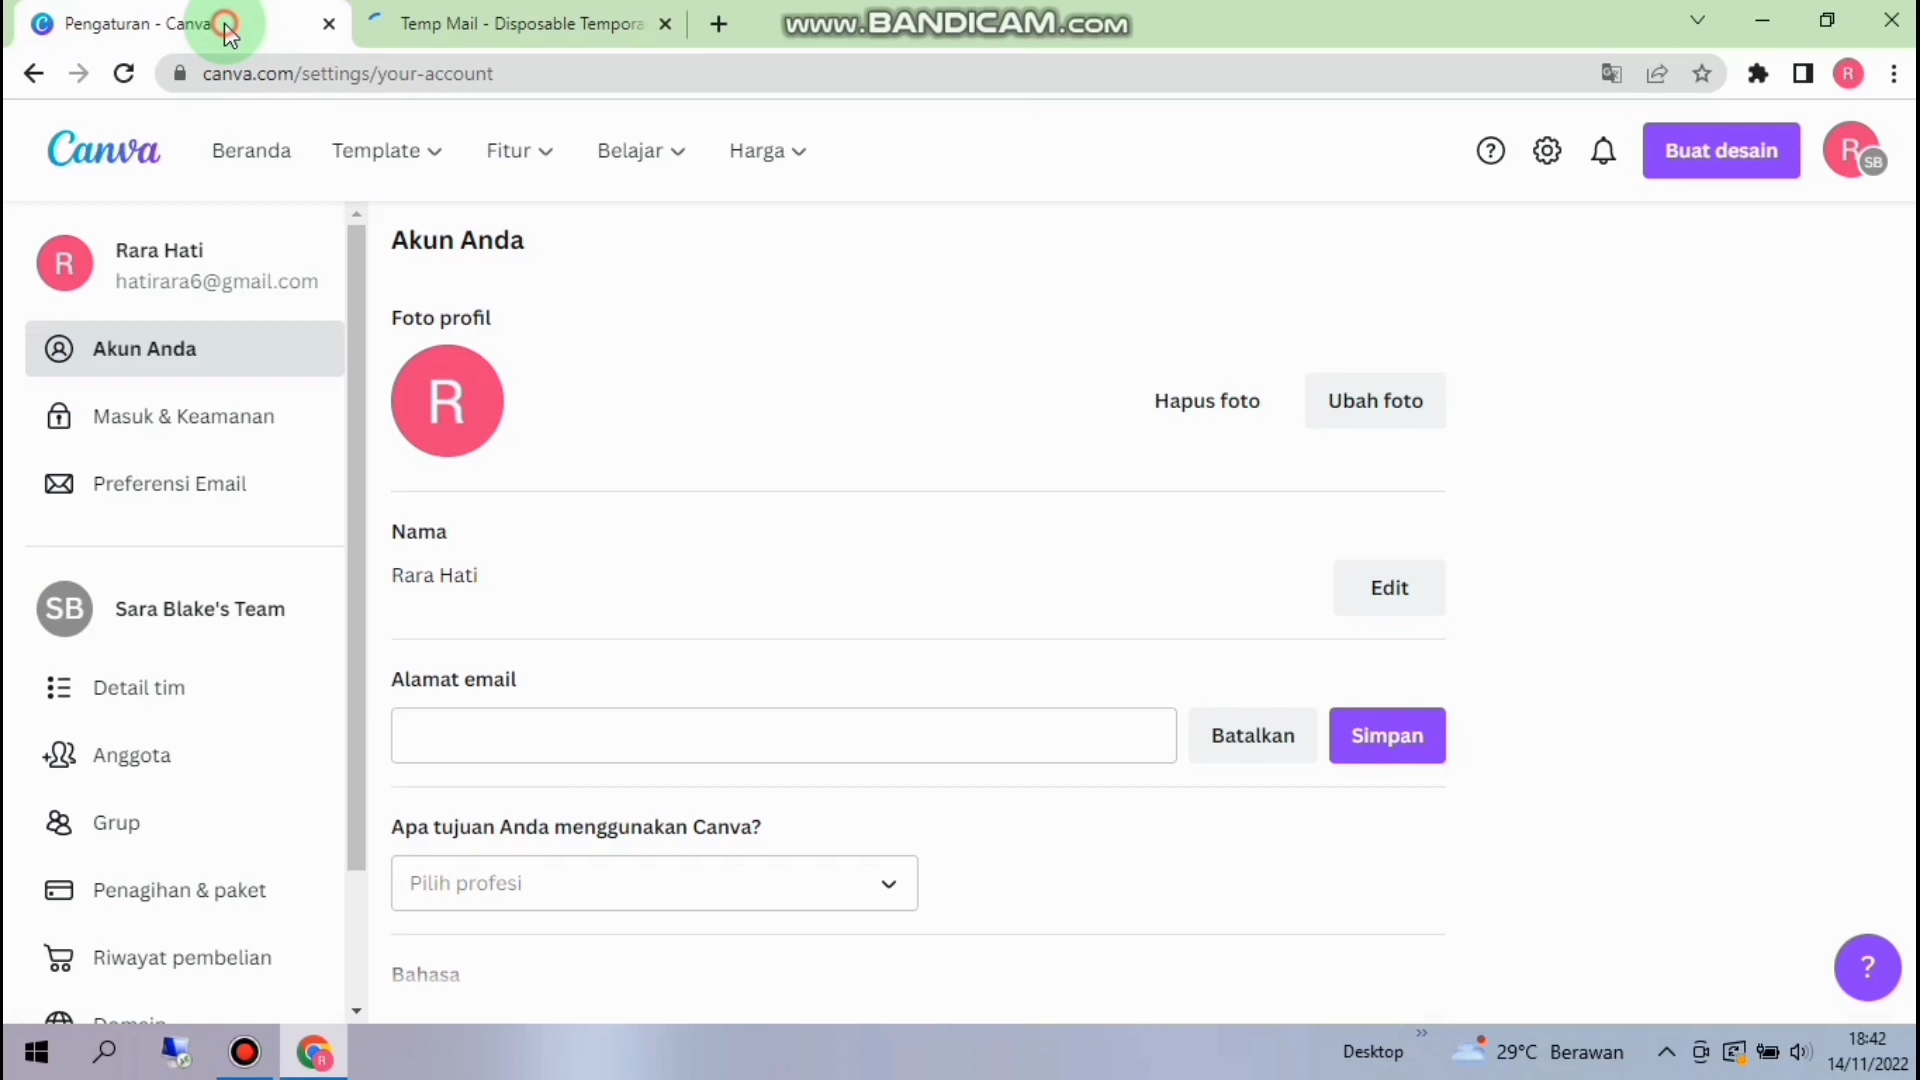 Pengaturan - Canva
Temp Mail - Disposable Tempora
www.BANDICAM.com
canva.com/settings/your-account
R
Canva
Beranda
Template
Fitur
Belajar
Harga
?
Buat desain
R
SB
R
Rara Hati
hatirara6@gmail.com
Akun Anda
Masuk & Keamanan
Preferensi Email
SB
Sara Blake's Team
Detail tim
Anggota
Grup
Penagihan & paket
Riwayat pembelian
Domain
Akun Anda
Foto profil
R
Hapus foto
Ubah foto
Nama
Rara Hati
Edit
Alamat email
Batalkan
Simpan
Apa tujuan Anda menggunakan Canva?
Pilih profesi
Bahasa
?
R
Desktop
29°C Berawan
18:42
14/11/2022